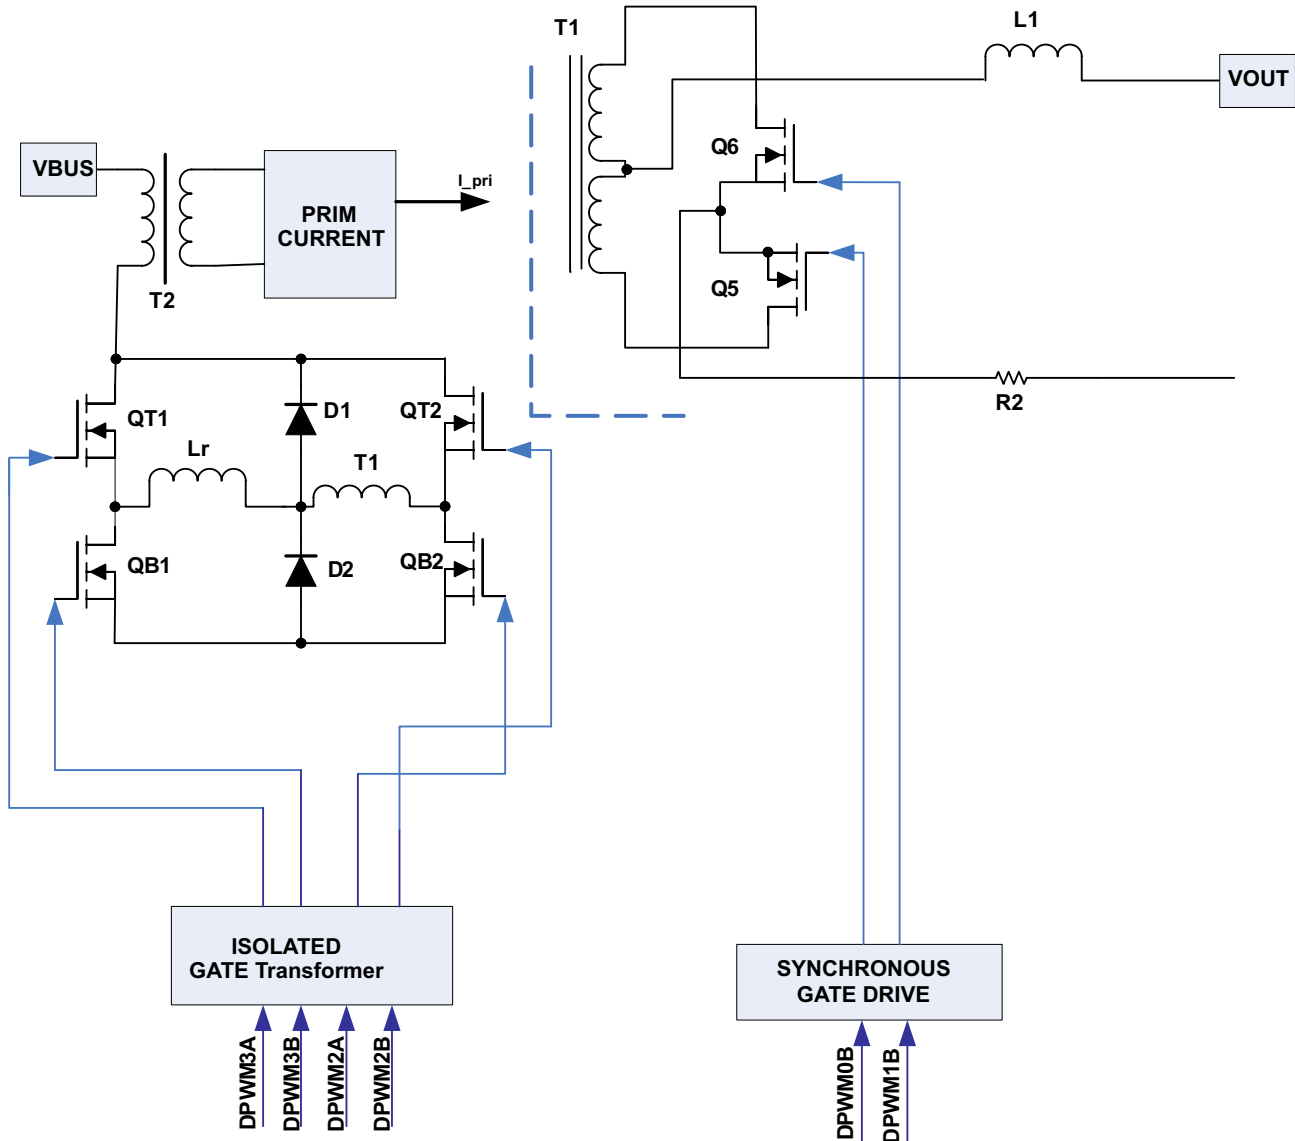 T1
L1
VOUT
VBUS
T2
PRIM
CURRENT
I_pri
Q6
Q5
R2
QT1
Lr
D1
T1
QT2
QB1
D2
QB2
ISOLATED
GATE Transformer
DPWM3A
DPWM3B
DPWM2A
DPWM2B
SYNCHRONOUS
GATE DRIVE
DPWM0B
DPWM1B